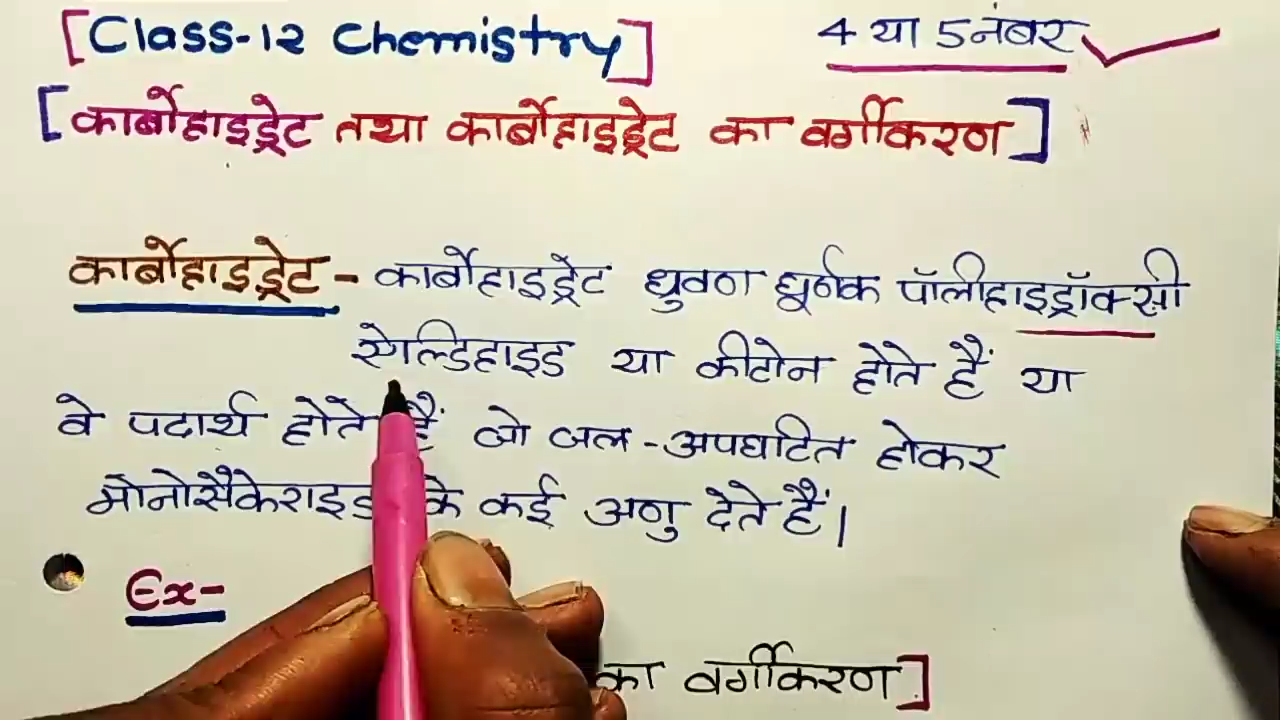 [Class-12 Chemistry]
4 या 5 नंबर
[कार्बोहाइड्रेट तथा कार्बोहाइड्रेट का वर्गीकरण]
कार्बोहाइड्रेट - कार्बोहाइड्रेट ध्रुवण घूर्णक पॉलीहाइड्रॉक्सी
एेल्डिहाइड या कीटोन होते हैं या
वे पदार्थ होते हैं जो जल-अपघटित होकर
मोनोसैकेराइड के कई अणु देते हैं।
Ex-
का वर्गीकरण]